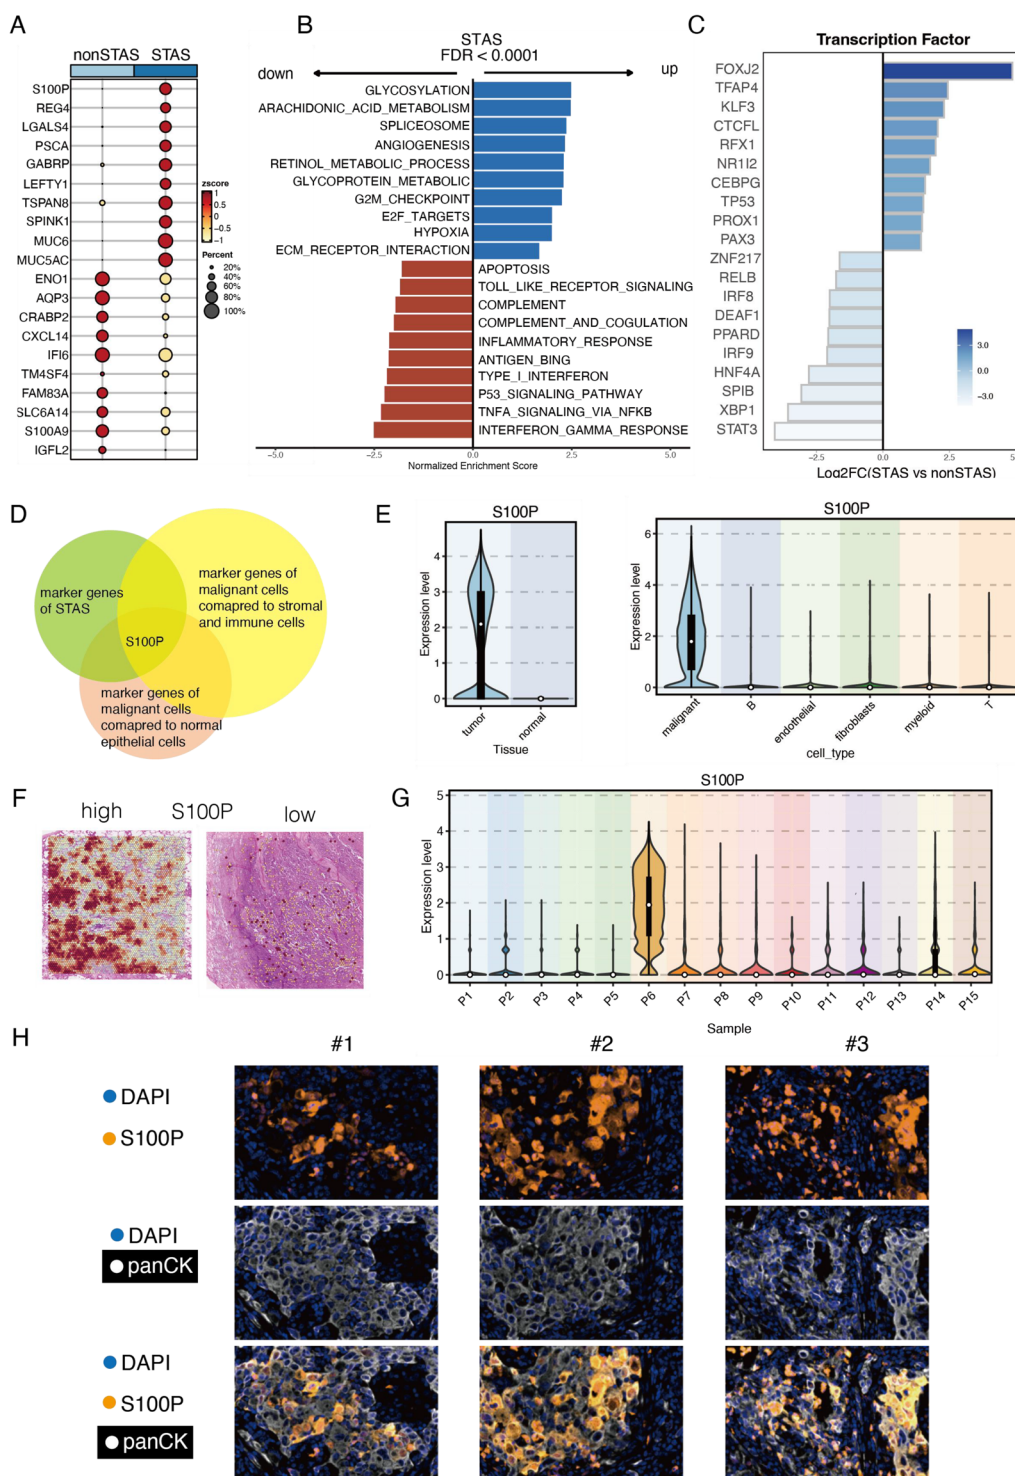 A
nonSTAS STAS
S100P
REG4
LGALS4
PSCA
GABRP
LEFTY1
TSPAN8
SPINK1
MUC6
MUC5AC
ENO1
AQP3
CRABP2
CXCL14
IFI6
TM4SF4
FAM83A
SLC6A14
S100A9
IGFL2
zscore
1
0.5
0
−0.5
−1
Percent
20%
40%
60%
80%
100%
B
STAS
FDR < 0.0001
down up
GLYCOSYLATION
ARACHIDONIC_ACID_METABOLISM
SPLICEOSOME
ANGIOGENESIS
RETINOL_METABOLIC_PROCESS
GLYCOPROTEIN_METABOLIC
G2M_CHECKPOINT
E2F_TARGETS
HYPOXIA
ECM_RECEPTOR_INTERACTION
APOPTOSIS
TOLL_LIKE_RECEPTOR_SIGNALING
COMPLEMENT
COMPLEMENT_AND_COGULATION
INFLAMMATORY_RESPONSE
ANTIGEN_BING
TYPE_I_INTERFERON
P53_SIGNALING_PATHWAY
TNFA_SIGNALING_VIA_NFKB
INTERFERON_GAMMA_RESPONSE
−5.0 −2.5 0.0 2.5 5.0
Normalized Enrichment Score
C
Transcription Factor
FOXJ2
TFAP4
KLF3
CTCFL
RFX1
NR1I2
CEBPG
TP53
PROX1
PAX3
ZNF217
RELB
IRF8
DEAF1
PPARD
IRF9
HNF4A
SPIB
XBP1
STAT3
3.0
0.0
−3.0
−2.5 0.0 2.5 5
Log2FC(STAS vs nonSTAS)
D
marker genes
of STAS
marker genes of
malignant cells
comapred to stromal
and immune cells
S100P
marker genes of
malignant cells
comapred to normal
epithelial cells
E
S100P
Expression level
4
3
2
1
0
tumor normal
Tissue
S100P
Expression level
6
4
2
0
malignant B endothelial fibroblasts myeloid T
cell_type
F
high S100P low
G
S100P
Expression level
5
4
3
2
1
0
P1 P2 P3 P4 P5 P6 P7 P8 P9 P10 P11 P12 P13 P14 P15
Sample
H
#1 #2 #3
DAPI
S100P
DAPI
panCK
DAPI
S100P
panCK